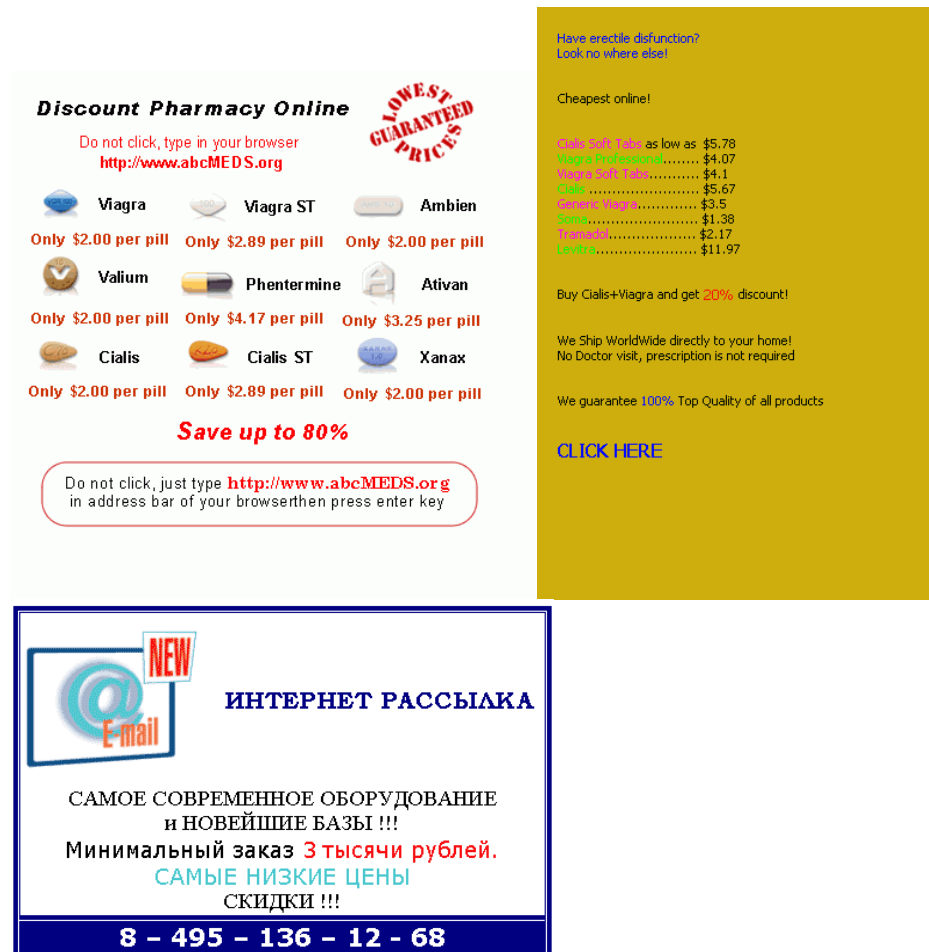 Discount Pharmacy Online
LOWEST
GUARANTEED
PRICES
Do not click, type in your browser
http://www.abcMEDS.org
Viagra
Viagra ST
Ambien
Only $2.00 per pill
Only $2.89 per pill
Only $2.00 per pill
Valium
Phentermine
Ativan
Only $2.00 per pill
Only $4.17 per pill
Only $3.25 per pill
Cialis
Cialis ST
XANAX
Xanax
Only $2.00 per pill
Only $2.89 per pill
Only $2.00 per pill
Save up to 80%
Do not click, just type http://www.abcMEDS.org
in address bar of your browserthen press enter key
Have erectile disfunction?
Look no where else!
Cheapest online!
Cialis Soft Tabs as low as $5.78
Viagra Professional........ $4.07
Viagra Soft Tabs........... $4.1
Cialis ........................ $5.67
Generic Viagra............. $3.5
Soma........................ $1.38
Tramadol................... $2.17
Levitra...................... $11.97
Buy Cialis+Viagra and get 20% discount!
We Ship WorldWide directly to your home!
No Doctor visit, prescription is not required
We guarantee 100% Top Quality of all products
CLICK HERE
NEW
@
E-mail
ИНТЕРНЕТ РАССЫЛКА
САМОЕ СОВРЕМЕННОЕ ОБОРУДОВАНИЕ
и НОВЕЙШИЕ БАЗЫ !!!
Минимальный заказ 3 тысячи рублей.
САМЫЕ НИЗКИЕ ЦЕНЫ
СКИДКИ !!!
8 – 495 – 136 – 12 - 68